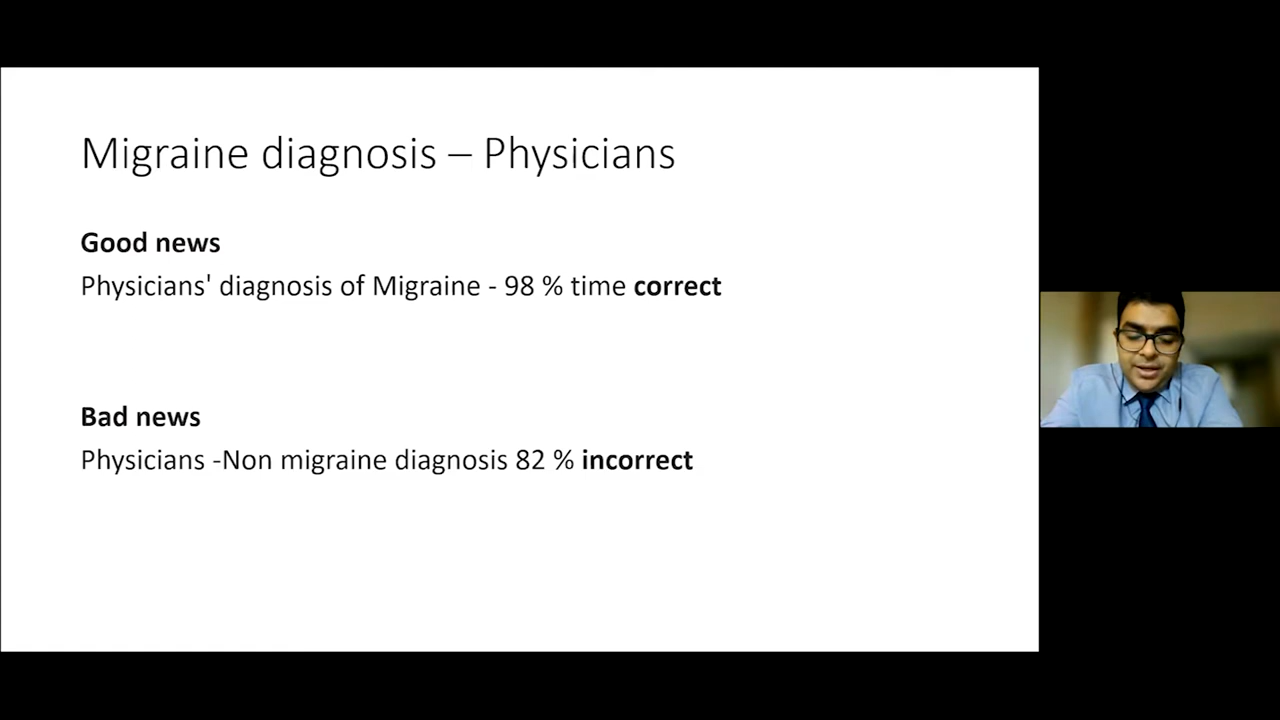 Migraine diagnosis – Physicians
Good news
Physicians' diagnosis of Migraine - 98 % time correct
Bad news
Physicians -Non migraine diagnosis 82 % incorrect